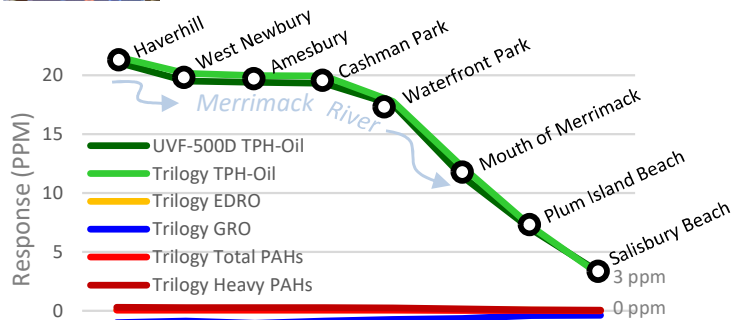 Haverhill
West Newbury
Amesbury
Cashman Park
Waterfront Park
Mouth of Merrimack
Plum Island Beach
Salisbury Beach
Merrimack River
Response (PPM)
20
15
10
5
0
UVF-500D TPH-Oil
Trilogy TPH-Oil
Trilogy EDRO
Trilogy GRO
Trilogy Total PAHs
Trilogy Heavy PAHs
3 ppm
0 ppm